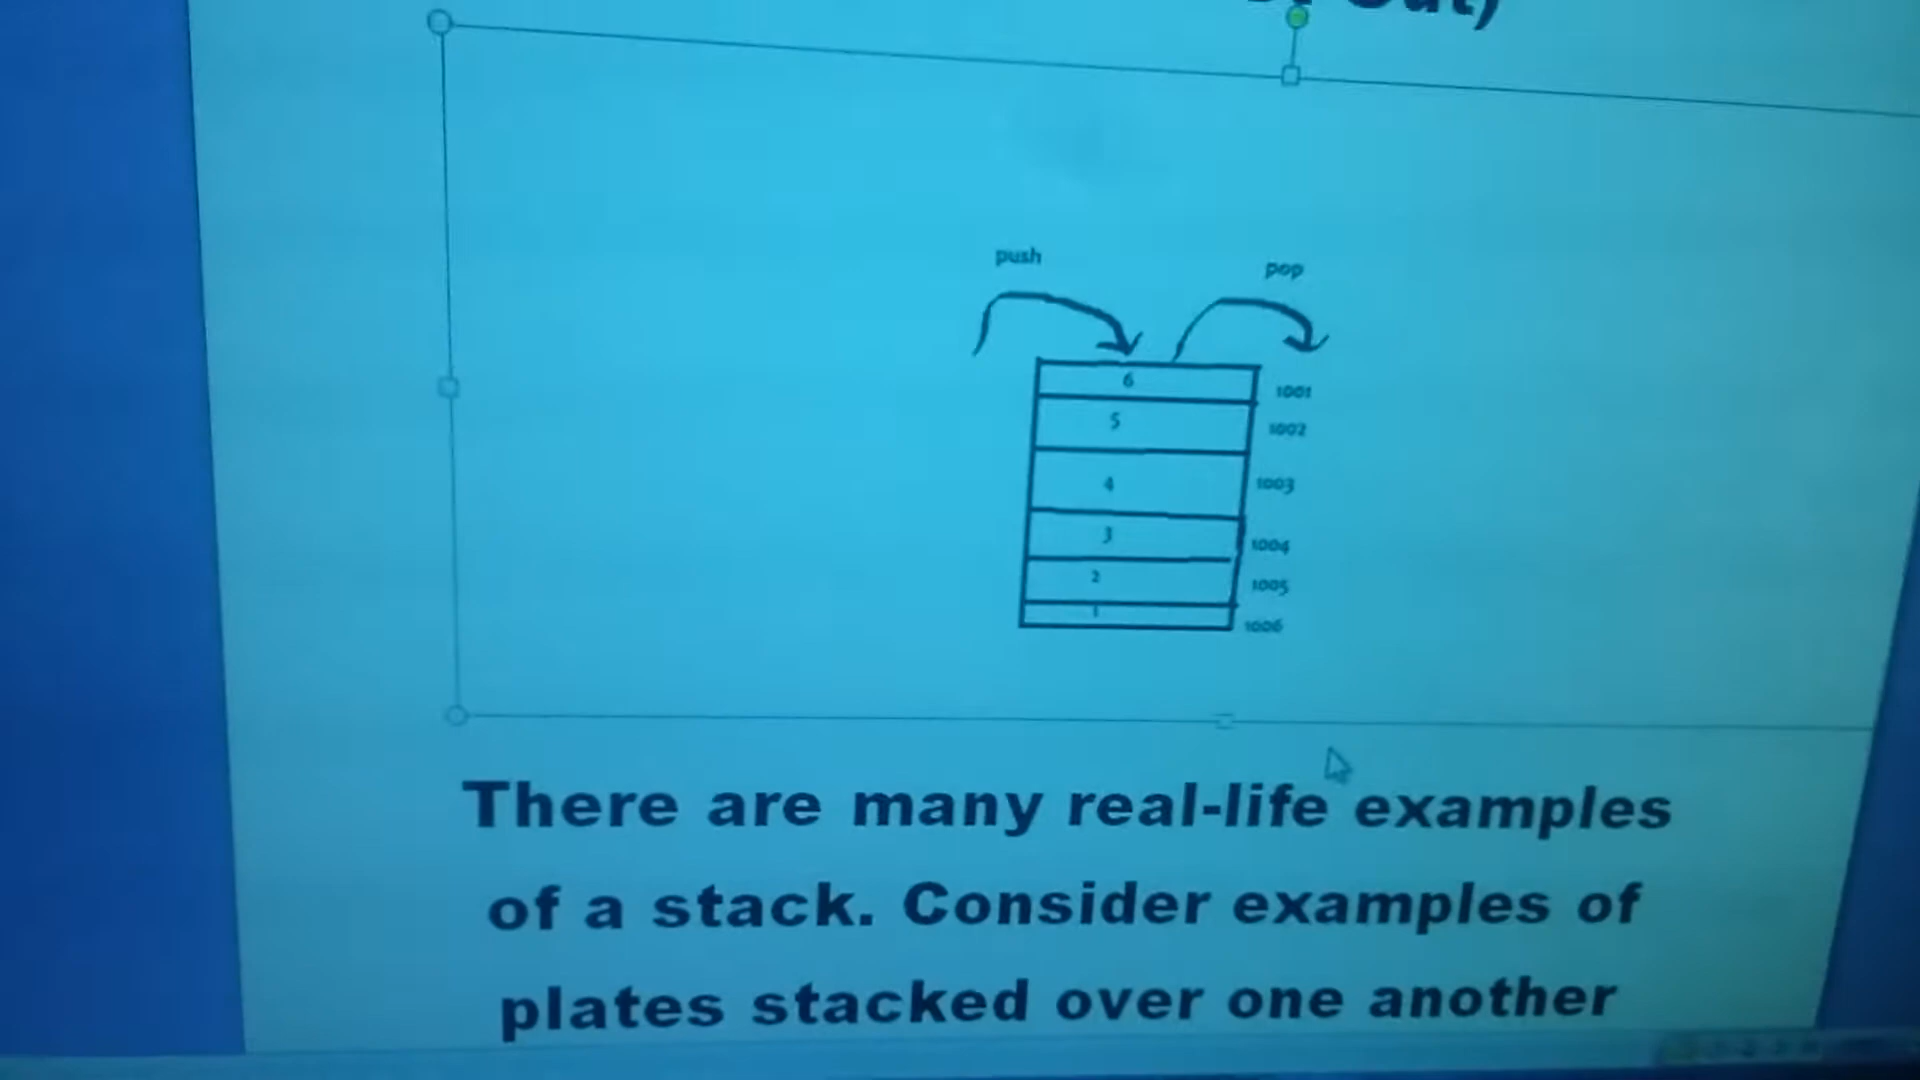 Out)
push
pop
6
1001
5
1002
4
1003
3
1004
2
1005
1
1006
There are many real-life examples
of a stack. Consider examples of
plates stacked over one another